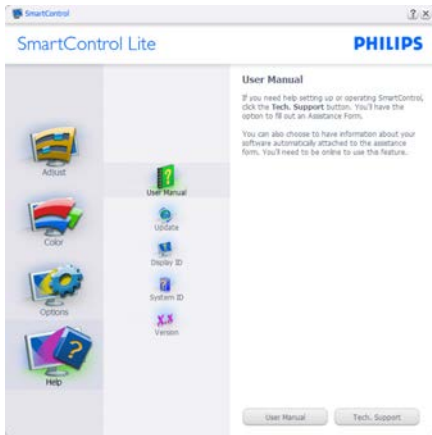 SmartControl
SmartControl Lite
PHILIPS
Adjust
Color
Options
Help
User Manual
Update
Display ID
System ID
X.X
Version
User Manual
If you need help setting up or operating SmartControl,
click the Tech. Support button. You'll have the
option to fill out an Assistance Form.
You can also choose to have information about your
software automatically attached to the assistance
form. You'll need to be online to use this feature.
User Manual
Tech. Support